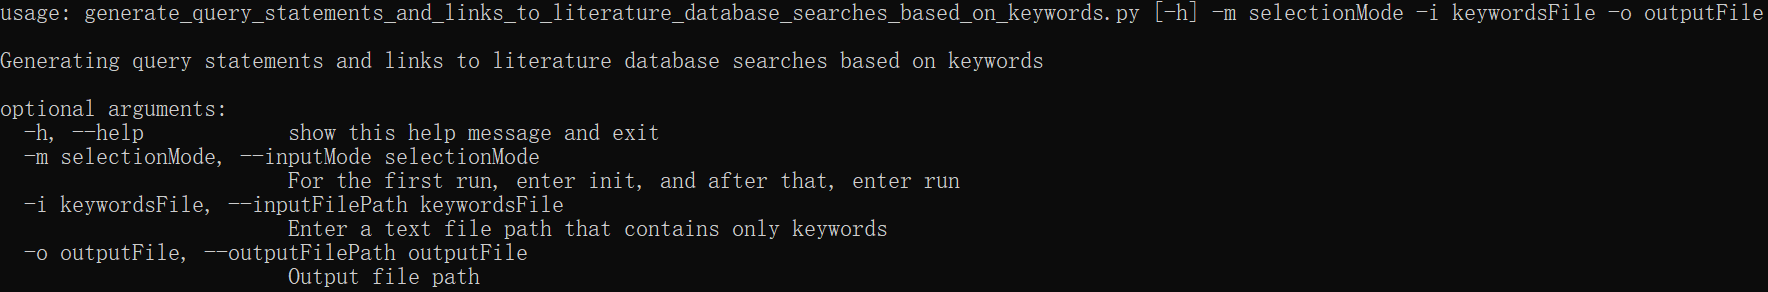 usage: generate_query_statements_and_links_to_literature_database_searches_based_on_keywords.py [-h] -m selectionMode -i keywordsFile -o outputFile
Generating query statements and links to literature database searches based on keywords
optional arguments:
-h, --help show this help message and exit
-m selectionMode, --inputMode selectionMode
For the first run, enter init, and after that, enter run
-i keywordsFile, --inputFilePath keywordsFile
Enter a text file path that contains only keywords
-o outputFile, --outputFilePath outputFile
Output file path